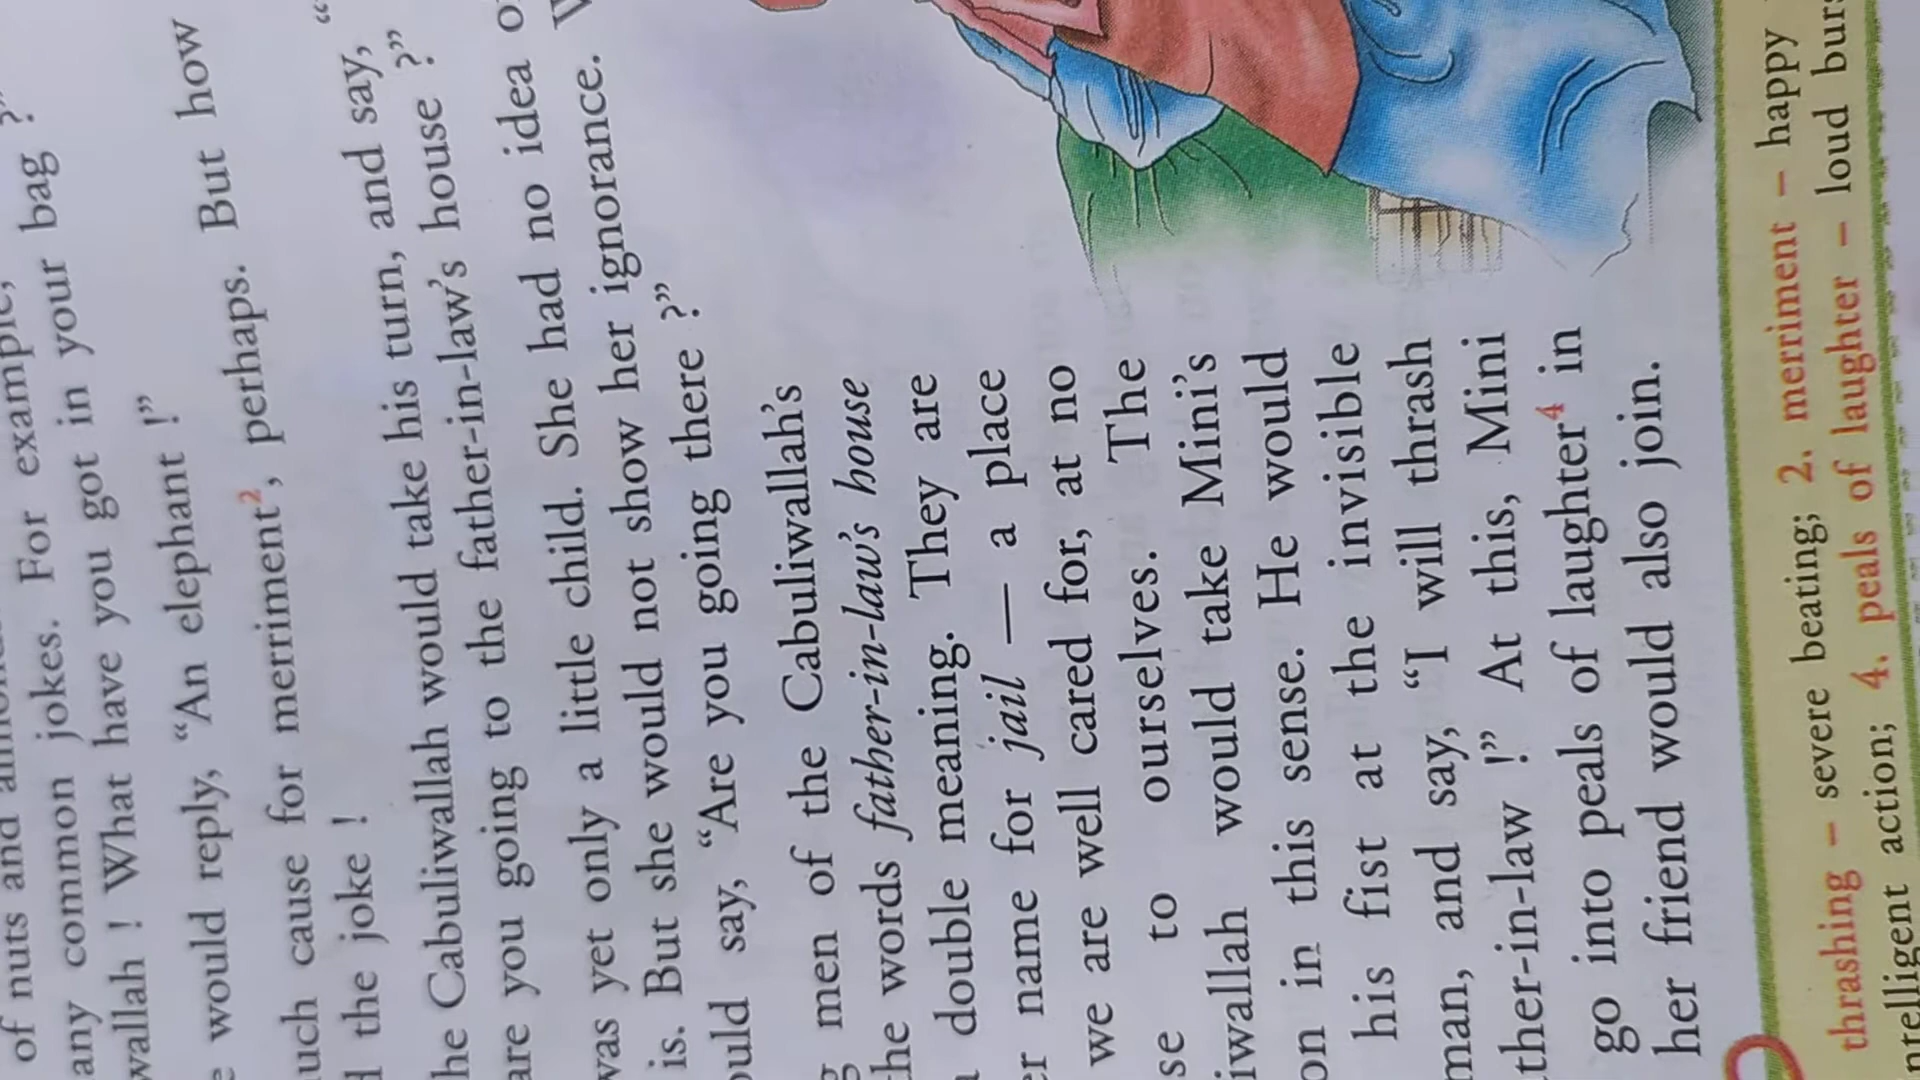 of nuts and
any common jokes. For example,
wallah ! What have you got in your bag ?”
would reply, “An elephant !”
much cause for merriment², perhaps. But how
the joke !
the Cabuliwallah would take his turn, and say, “
are you going to the father-in-law's house ?”
was yet only a little child. She had no idea
is. But she would not show her ignorance.
would say, “Are you going there ?”
men of the Cabuliwallah's
the words father-in-law's house
double meaning. They are
name for jail — a place
we are well cared for, at no
se to ourselves. The
iwallah would take Mini's
on in this sense. He would
his fist at the invisible
man, and say, “I will thrash
ther-in-law !” At this, Mini
go into peals of laughter⁴ in
her friend would also join.
thrashing – severe beating; 2. merriment – happy
ntelligent action; 4. peals of laughter – loud burs